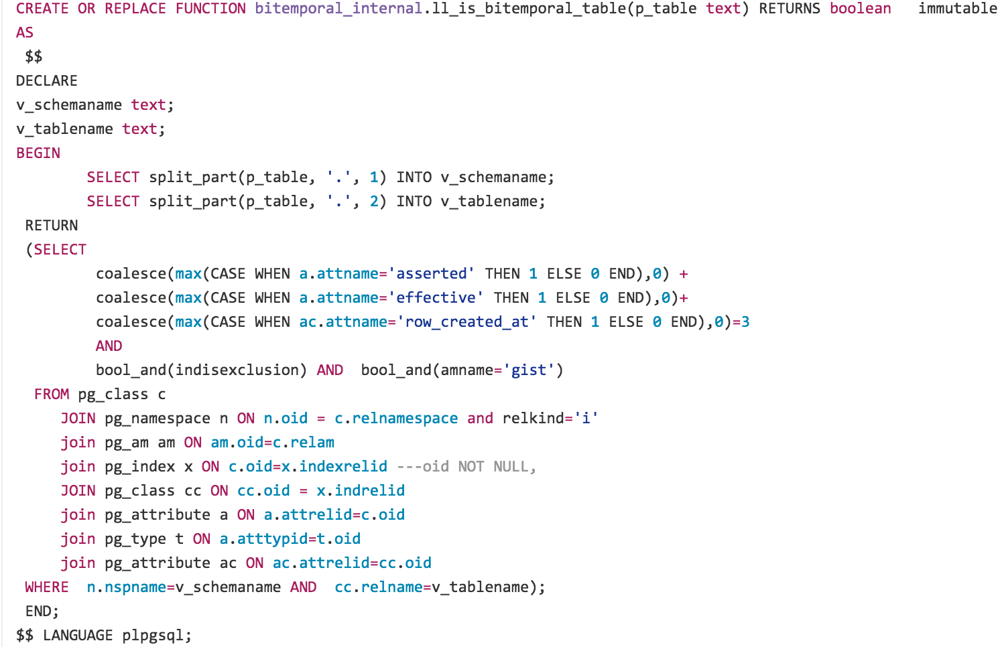 CREATE OR REPLACE FUNCTION bitemporal_internal.ll_is_bitemporal_table(p_table text) RETURNS boolean   immutable
AS
 $$
DECLARE
v_schemaname text;
v_tablename text;
BEGIN
        SELECT split_part(p_table, '.', 1) INTO v_schemaname;
        SELECT split_part(p_table, '.', 2) INTO v_tablename;
 RETURN
 (SELECT
         coalesce(max(CASE WHEN a.attname='asserted' THEN 1 ELSE 0 END),0) +
         coalesce(max(CASE WHEN a.attname='effective' THEN 1 ELSE 0 END),0)+
         coalesce(max(CASE WHEN ac.attname='row_created_at' THEN 1 ELSE 0 END),0)=3
         AND
         bool_and(indisexclusion) AND  bool_and(amname='gist')
  FROM pg_class c
     JOIN pg_namespace n ON n.oid = c.relnamespace and relkind='i'
     join pg_am am ON am.oid=c.relam
     join pg_index x ON c.oid=x.indexrelid ---oid NOT NULL,
     JOIN pg_class cc ON cc.oid = x.indrelid
     join pg_attribute a ON a.attrelid=c.oid
     join pg_type t ON a.atttypid=t.oid
     join pg_attribute ac ON ac.attrelid=cc.oid
 WHERE  n.nspname=v_schemaname AND  cc.relname=v_tablename);
 END;
$$ LANGUAGE plpgsql;